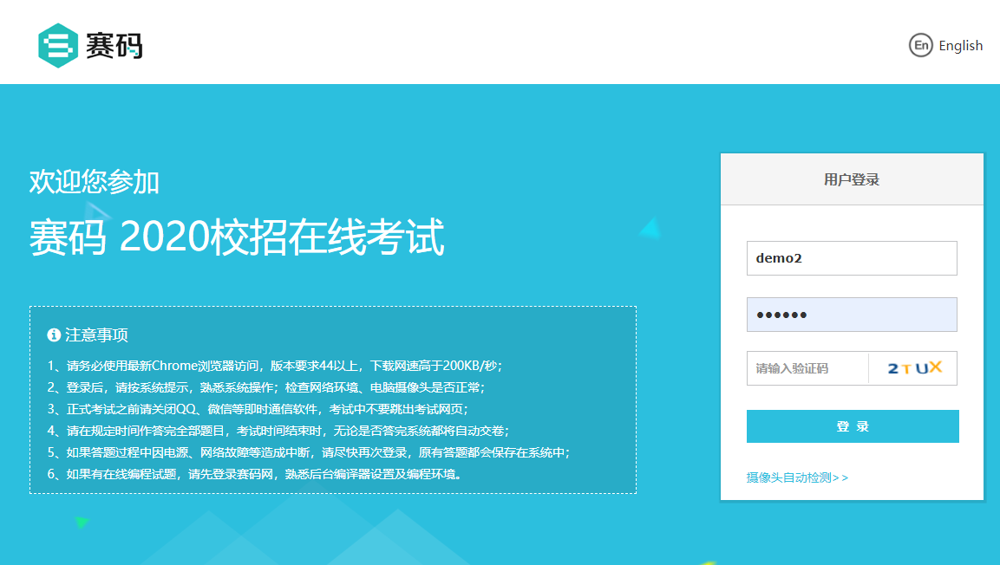 赛码
En English
欢迎您参加
赛码 2020校招在线考试
注意事项
1、请务必使用最新Chrome浏览器访问，版本要求44以上，下载网速高于200KB/秒；
2、登录后，请按系统提示，熟悉系统操作；检查网络环境、电脑摄像头是否正常；
3、正式考试之前请关闭QQ、微信等即时通信软件，考试中不要跳出考试网页；
4、请在规定时间作答完全部题目，考试时间结束时，无论是否答完系统都将自动交卷；
5、如果答题过程中因电源、网络故障等造成中断，请尽快再次登录，原有答题都会保存在系统中；
6、如果有在线编程试题，请先登录赛码网，熟悉后台编译器设置及编程环境。
用户登录
demo2
••••••
请输入验证码 2TUX
登 录
摄像头自动检测>>